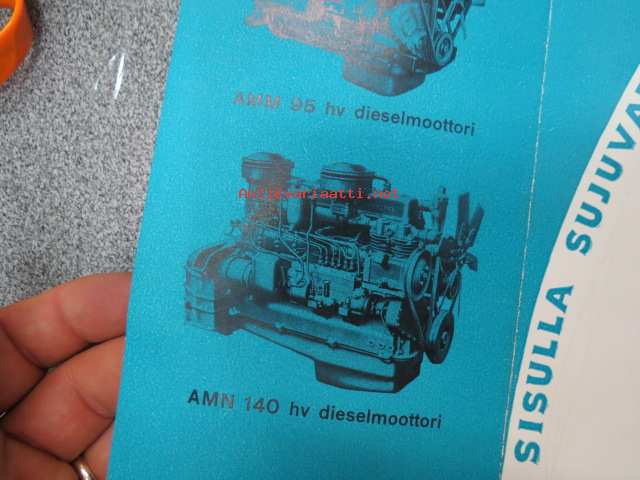 AMM 95 hv dieselmoottori
Antikvariaatti.net
AMN 140 hv dieselmoottori
SISULLA SUJUVA